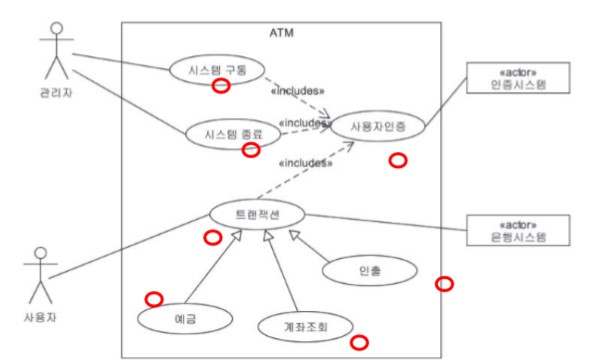 ATM
시스템 구동
관리자
«includes»
«actor»
인증시스템
시스템 종료
«includes»
사용자인증
«includes»
트랜잭션
«actor»
은행시스템
인출
사용자
예금
계좌조회